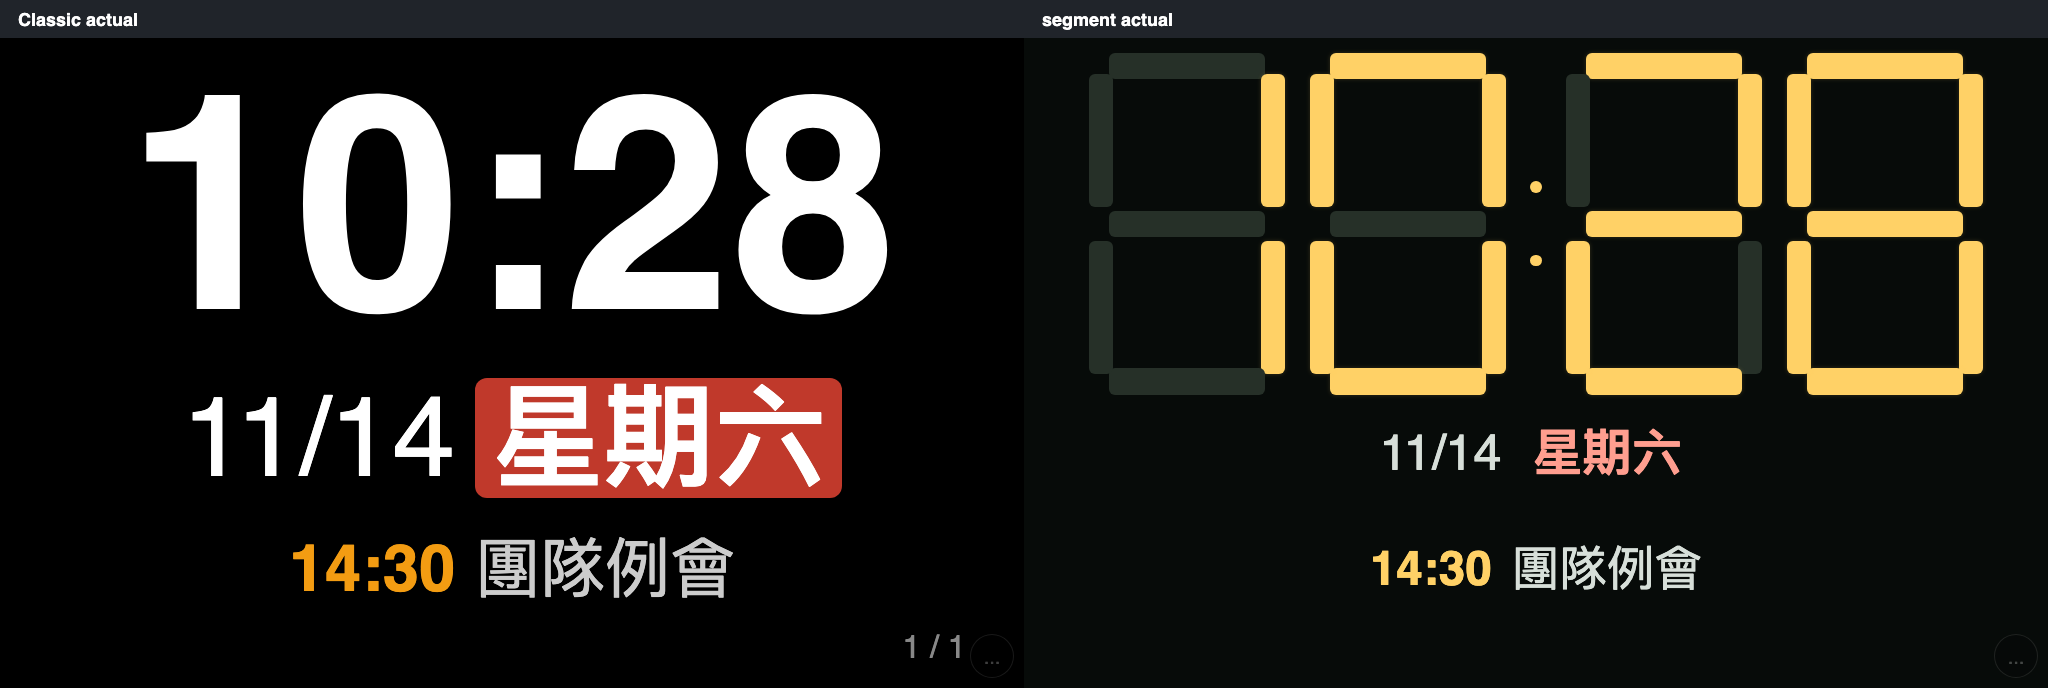 Classic actual
10:28
11/14 星期六
14:30 團隊例會
1 / 1
...
segment actual
10:28
11/14 星期六
14:30 團隊例會
...